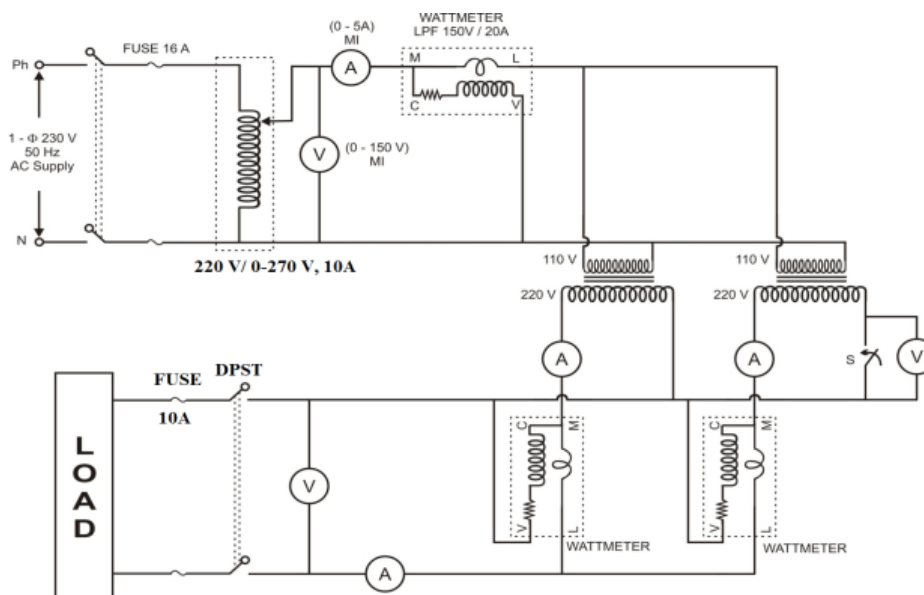 WATTMETER
LPF 150V / 20A
(0 - 5A)
MI
FUSE 16 A
M
L
Ph
A
C
V
1 - Φ 230 V
50 Hz
AC Supply
V
(0 - 150 V)
MI
N
110 V
110 V
220 V/ 0-270 V, 10A
220 V
220 V
A
A
S
V
FUSE
DPST
10A
LOAD
C
M
C
M
V
V
L
V
L
WATTMETER
WATTMETER
A